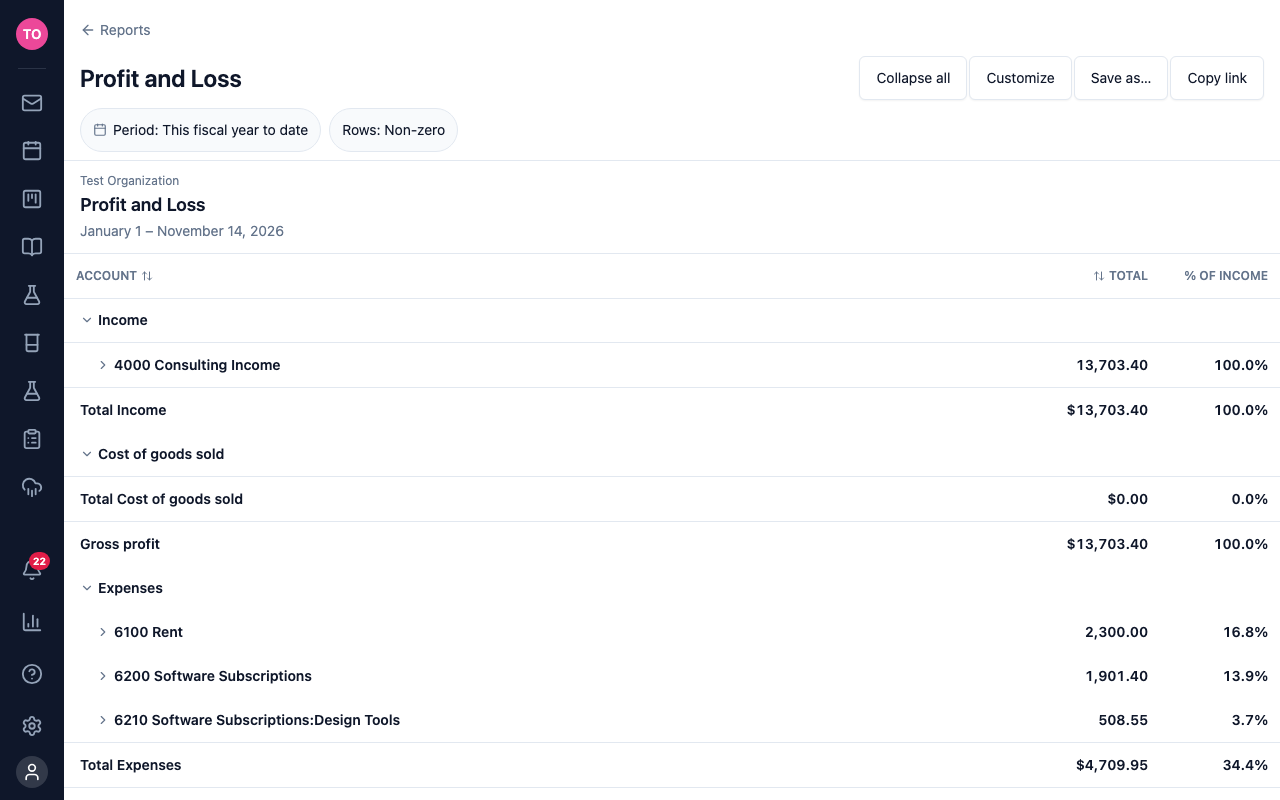 TO
Reports
Profit and Loss
Collapse all
Customize
Save as...
Copy link
Period: This fiscal year to date
Rows: Non-zero
Test Organization
Profit and Loss
January 1 – November 14, 2026
ACCOUNT TOTAL % OF INCOME
Income
4000 Consulting Income 13,703.40 100.0%
Total Income $13,703.40 100.0%
Cost of goods sold
Total Cost of goods sold $0.00 0.0%
Gross profit $13,703.40 100.0%
Expenses
6100 Rent 2,300.00 16.8%
6200 Software Subscriptions 1,901.40 13.9%
6210 Software Subscriptions:Design Tools 508.55 3.7%
Total Expenses $4,709.95 34.4%
22